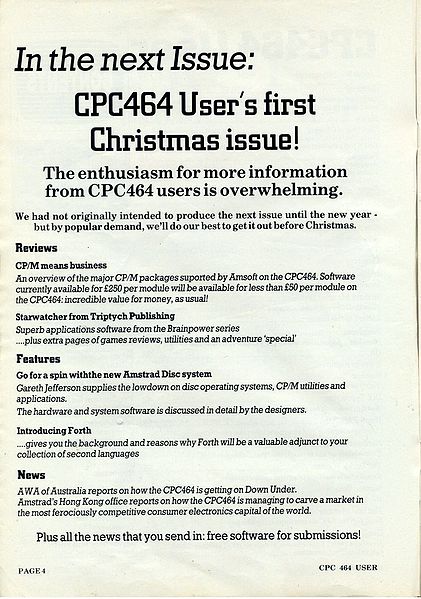 In the next Issue:
CPC464 User's first
Christmas issue!
The enthusiasm for more information
from CPC464 users is overwhelming.
We had not originally intended to produce the next issue until the new year -
but by popular demand, we'll do our best to get it out before Christmas.
Reviews
CP/M means business
An overview of the major CP/M packages suported by Amsoft on the CPC464. Software
currently available for £250 per module will be available for less than £50 per module on
the CPC464: incredible value for money, as usual!
Starwatcher from Triptych Publishing
Superb applications software from the Brainpower series
....plus extra pages of games reviews, utilities and an adventure 'special'
Features
Go for a spin withthe new Amstrad Disc system
Gareth Jefferson supplies the lowdown on disc operating systems, CP/M utilities and
applications.
The hardware and system software is discussed in detail by the designers.
Introducing Forth
....gives you the background and reasons why Forth will be a valuable adjunct to your
collection of second languages
News
AWA of Australia reports on how the CPC464 is getting on Down Under.
Amstrad's Hong Kong office reports on how the CPC464 is managing to carve a market in
the most ferociously competitive consumer electronics capital of the world.
Plus all the news that you send in: free software for submissions!
PAGE 4
CPC 464 USER